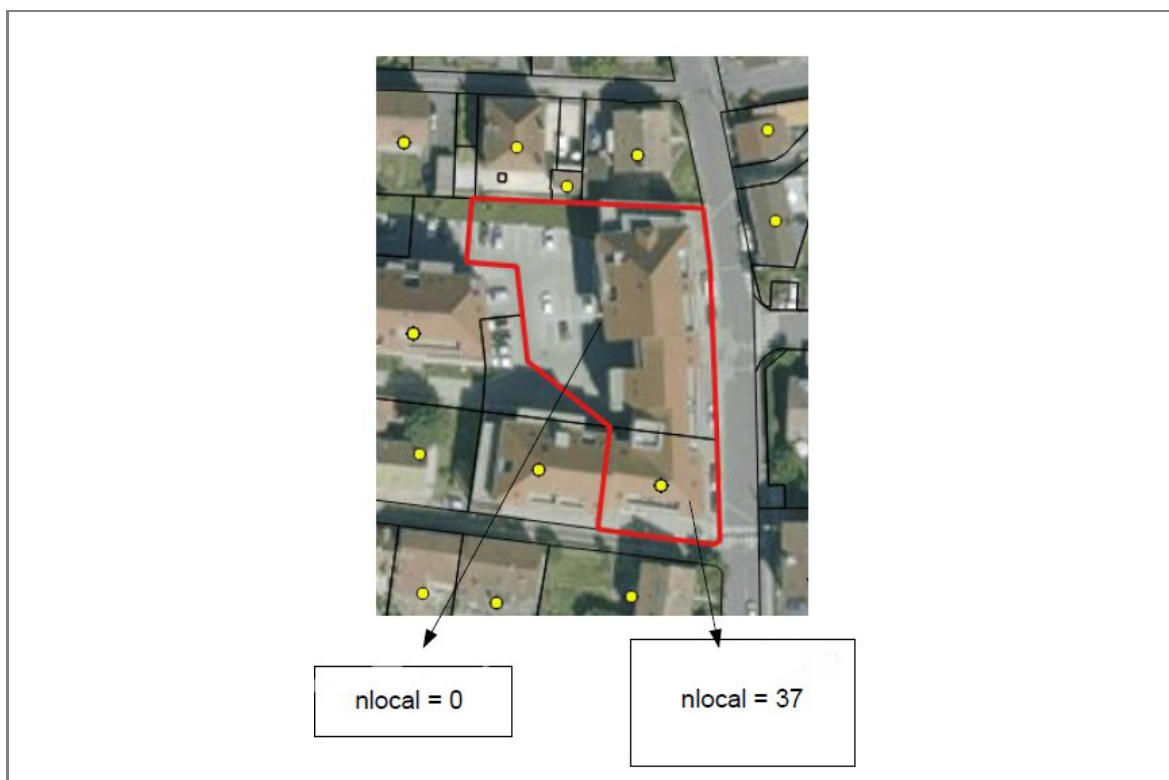 nlocal = 0
nlocal = 37